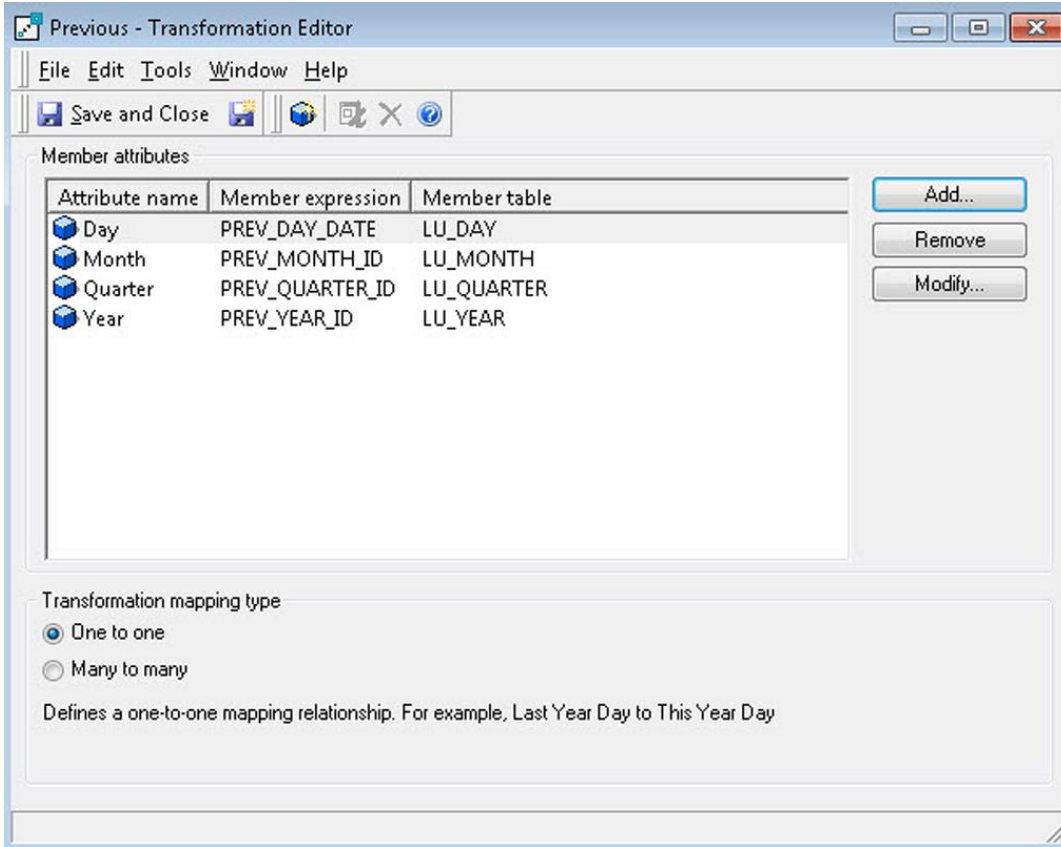 Previous - Transformation Editor
File Edit Tools Window Help
Save and Close
Member attributes
Attribute name Member expression Member table
Day PREV_DAY_DATE LU_DAY
Month PREV_MONTH_ID LU_MONTH
Quarter PREV_QUARTER_ID LU_QUARTER
Year PREV_YEAR_ID LU_YEAR
Add...
Remove
Modify...
Transformation mapping type
One to one
Many to many
Defines a one-to-one mapping relationship. For example, Last Year Day to This Year Day